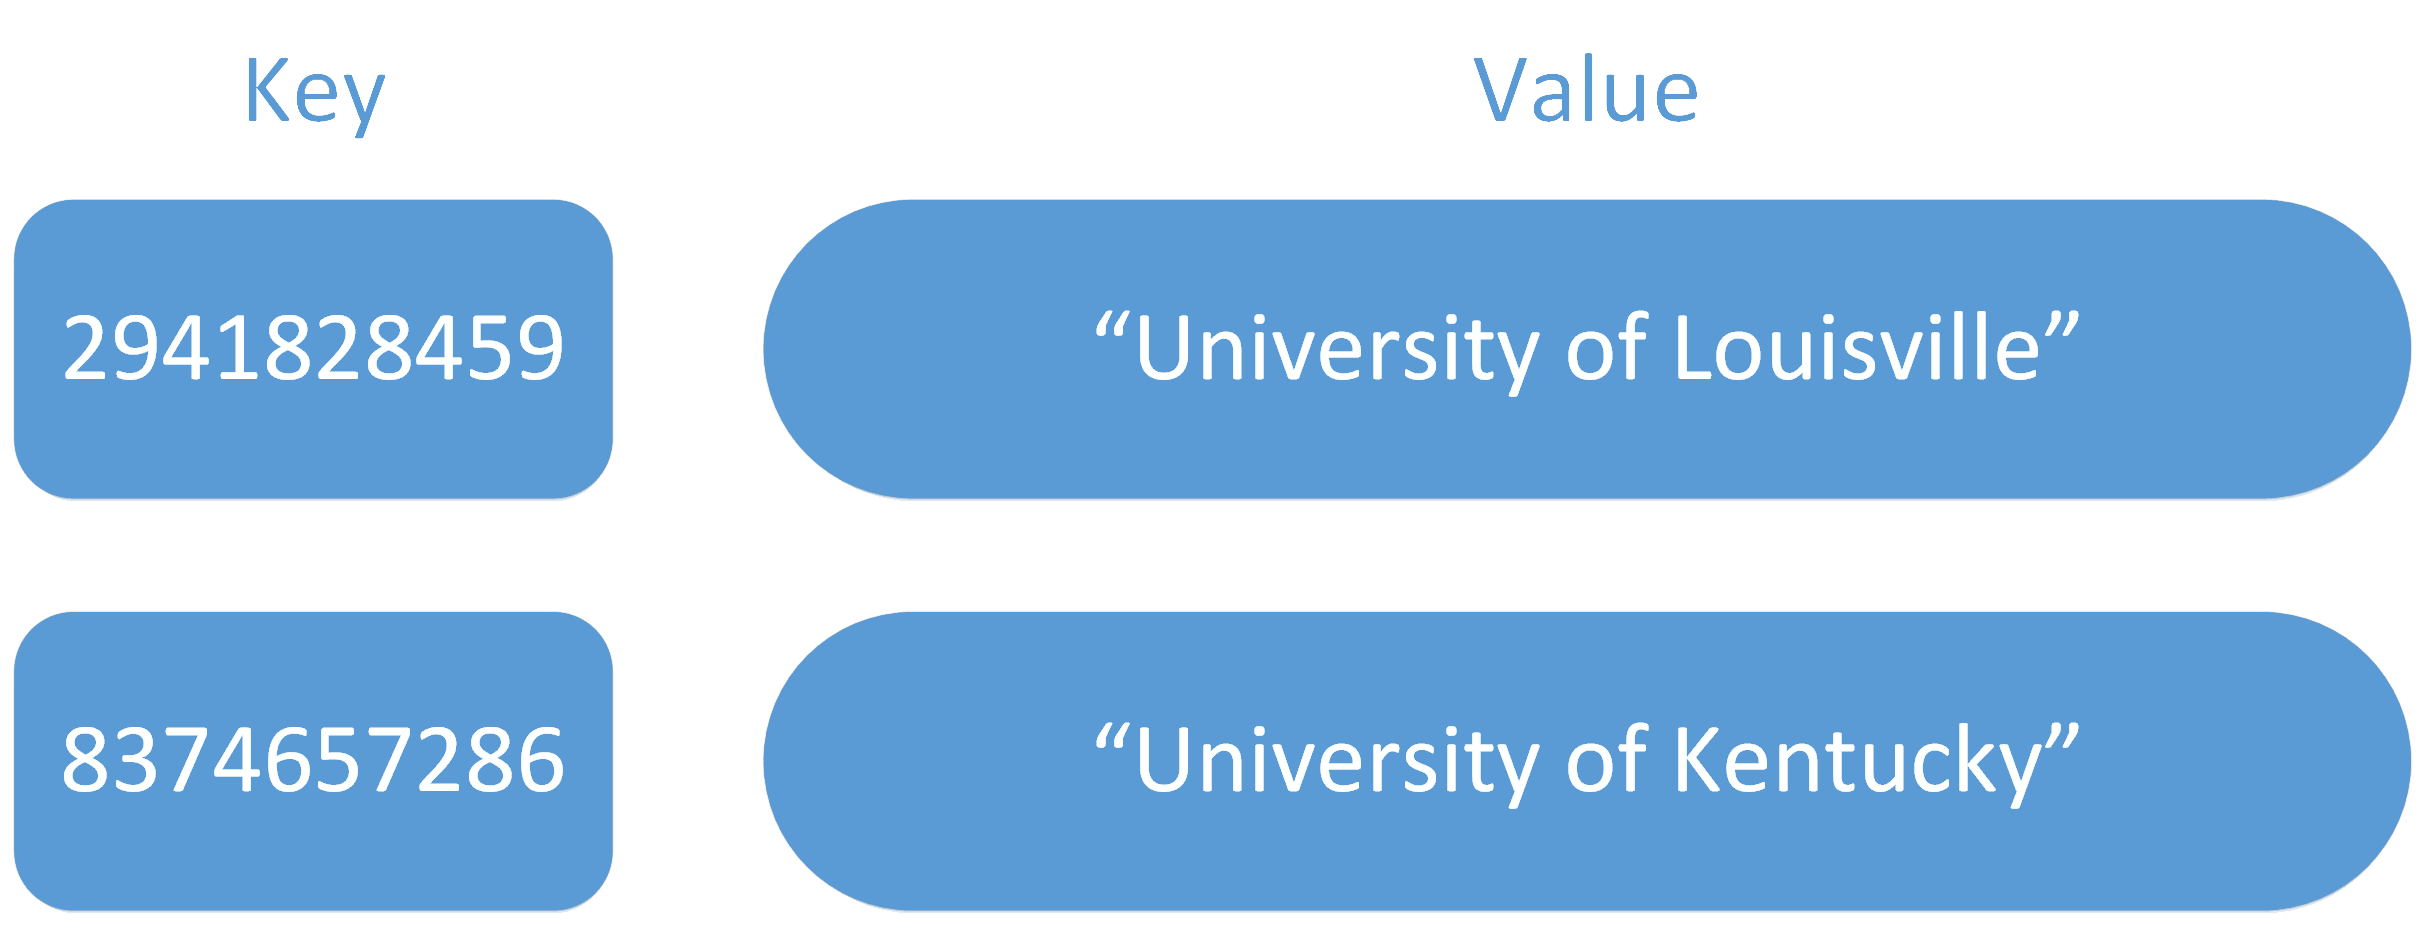 Key Value
2941828459 “University of Louisville”
8374657286 “University of Kentucky”